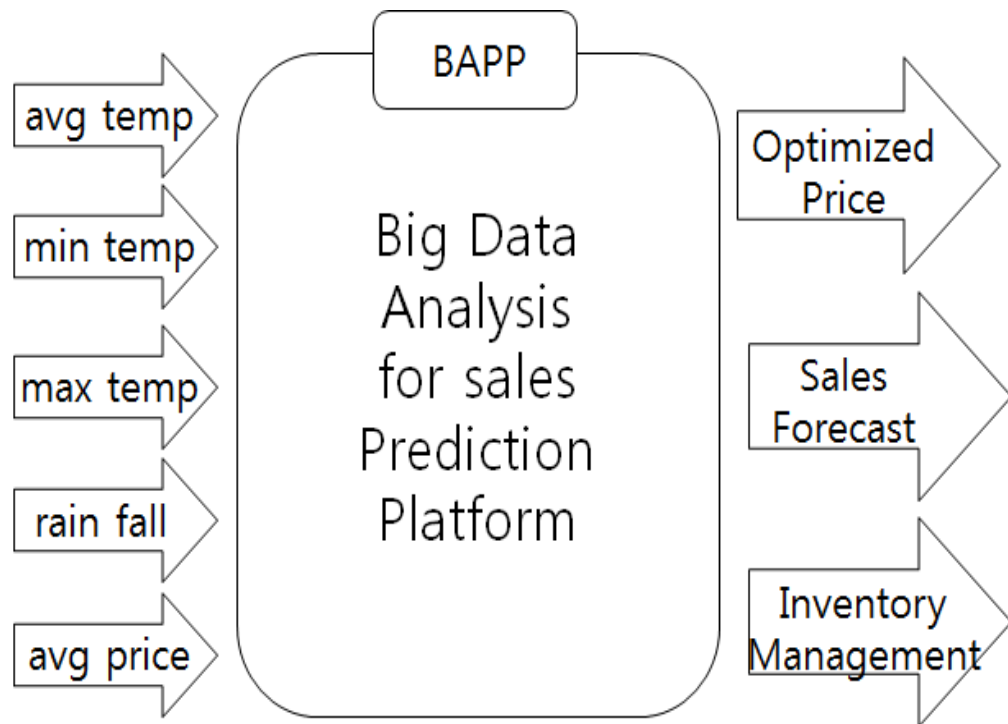 BAPP
avg temp
min temp
max temp
rain fall
avg price
Big Data
Analysis
for sales
Prediction
Platform
Optimized
Price
Sales
Forecast
Inventory
Management